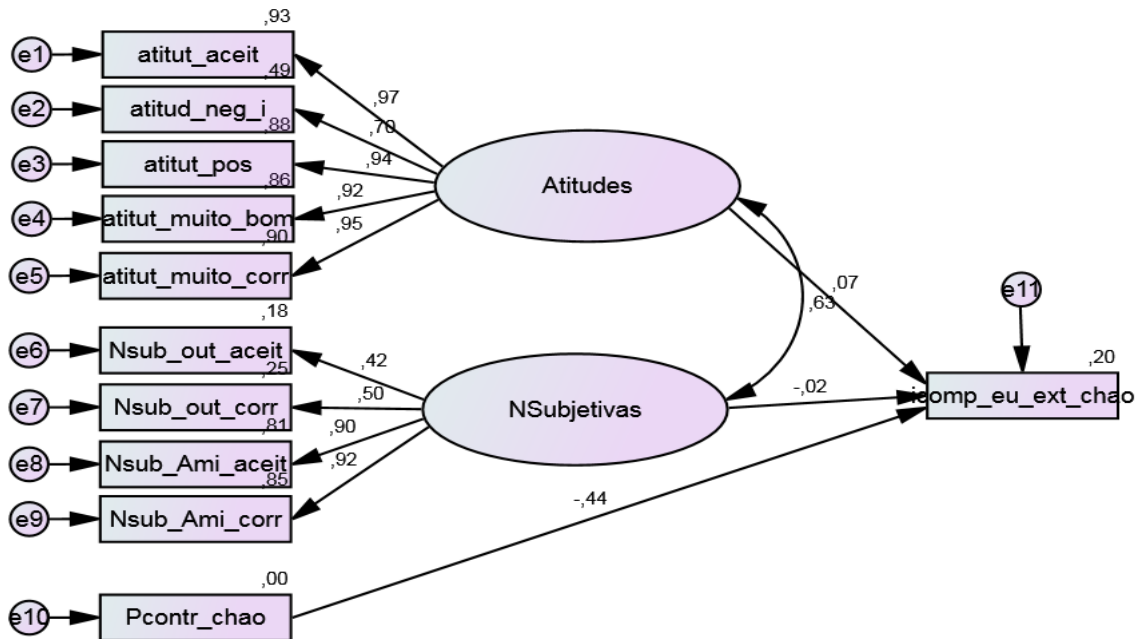 ,93
e1
atitut_aceit
,49
,97
e2
atitud_neg_i
,70
,88
e3
atitut_pos
,94
Atitudes
,86
,92
e4
atitut_muito_bom
,90
,95
e5
atitut_muito_corr
,07
,63
e11
,18
e6
Nsub_out_aceit
,42
,20
,25
e7
Nsub_out_corr
,50
NSubjetivas
-,02
icomp_eu_ext_chao
,81
,90
e8
Nsub_Ami_aceit
,92
,85
e9
Nsub_Ami_corr
-,44
,00
e10
Pcontr_chao